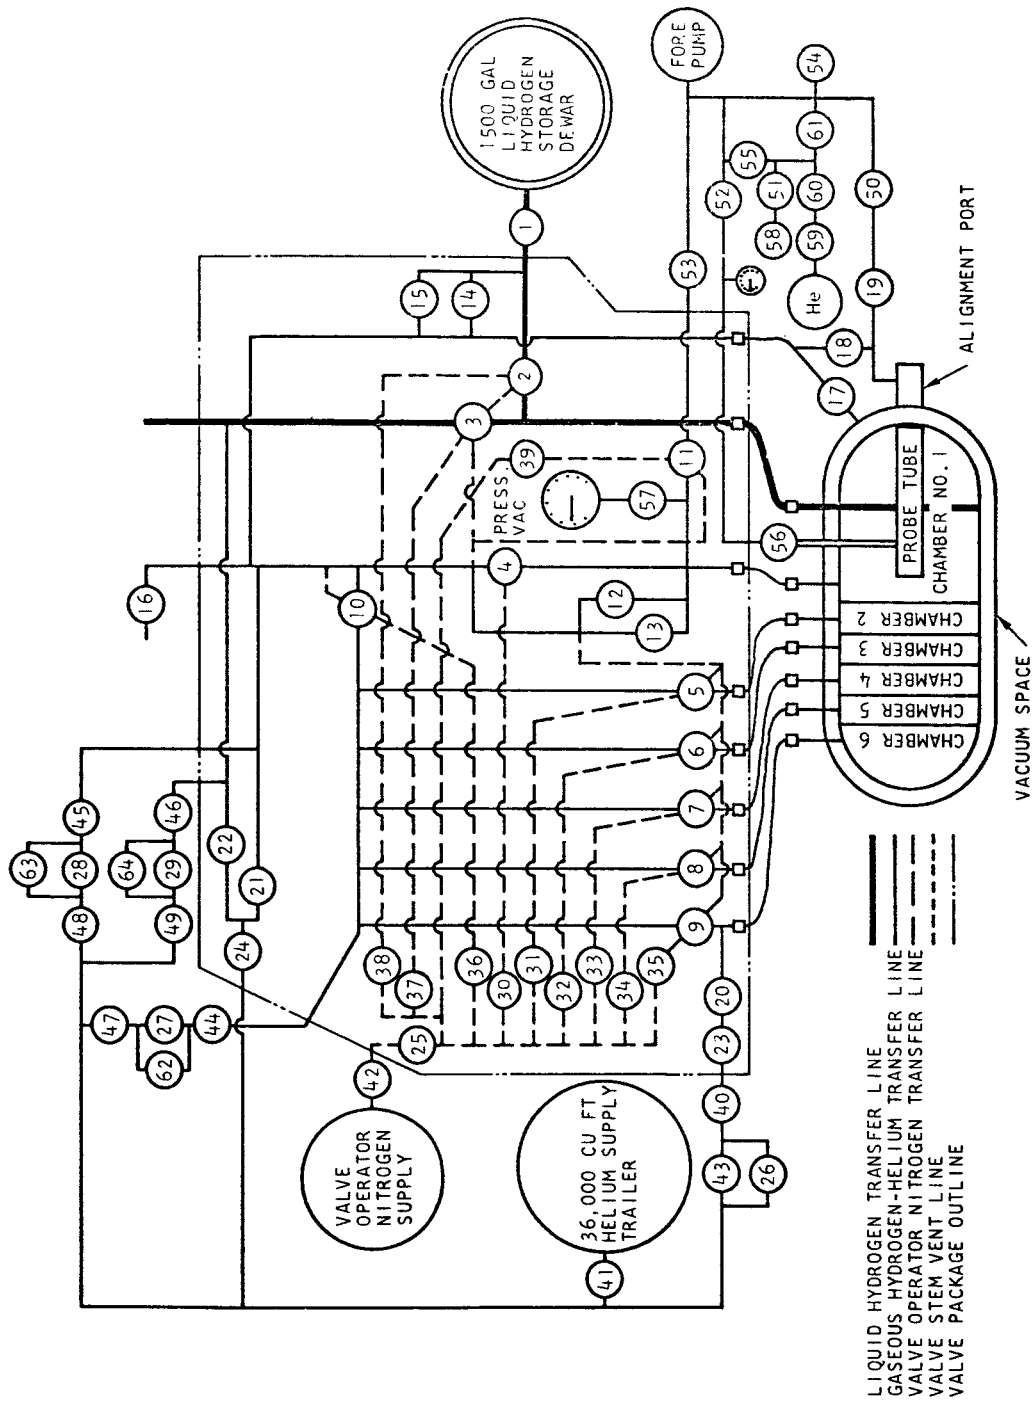 1500 GAL
LIQUID
HYDROGEN
STORAGE
DEWAR
FORE
PUMP
54
61
55
51
60
52
50
58
59
He
1
53
15
14
19
18
17
ALIGNMENT PORT
2
3
39
11
PRESS.
VAC
57
56
PROBE TUBE
CHAMBER NO. 1
16
10
4
12
13
CHAMBER 2
CHAMBER 3
CHAMBER 4
CHAMBER 5
CHAMBER 6
VACUUM SPACE
5
6
7
8
9
63
45
28
48
46
64
29
49
22
21
24
38
37
36
30
31
32
33
34
35
20
47
27
44
62
25
42
23
40
VALVE
OPERATOR
NITROGEN
SUPPLY
36,000 CU FT
HELIUM SUPPLY
TRAILER
43
26
41
LIQUID HYDROGEN TRANSFER LINE
GASEOUS HYDROGEN-HELIUM TRANSFER LINE
VALVE OPERATOR NITROGEN TRANSFER LINE
VALVE STEM VENT LINE
VALVE PACKAGE OUTLINE